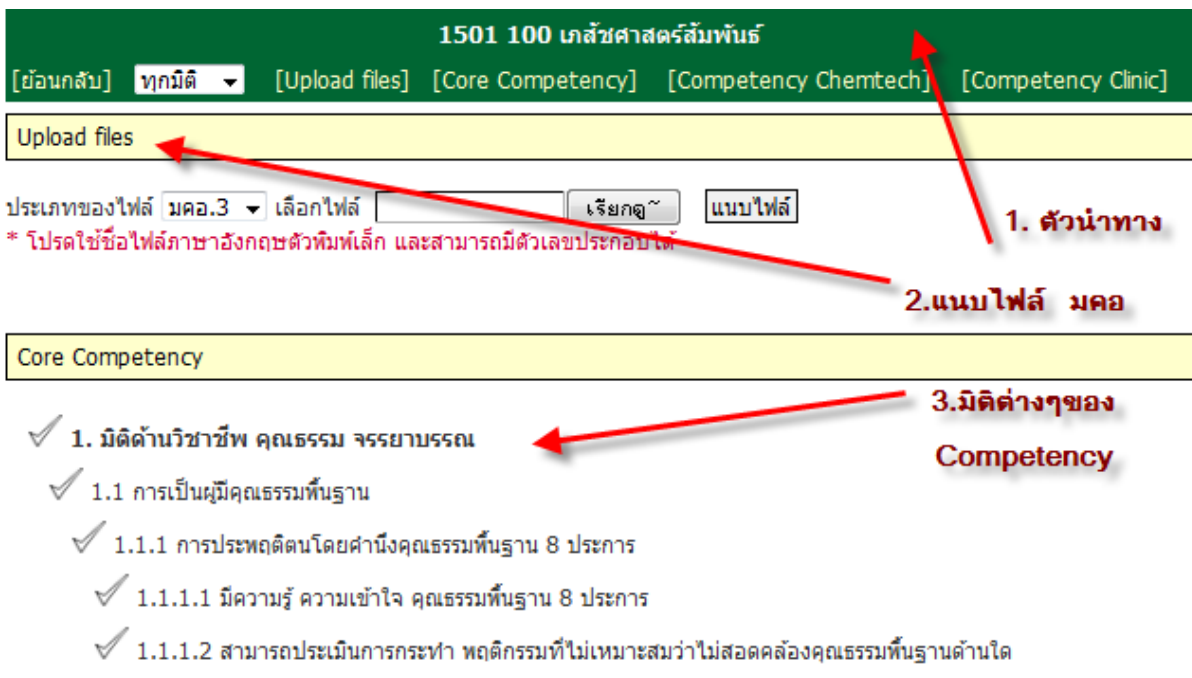 1501 100 เภสัชศาสตร์สัมพันธ์
[ย้อนกลับ] ทุกมิติ [Upload files] [Core Competency] [Competency Chemtech] [Competency Clinic]
Upload files
ประเภทของไฟล์ มคอ.3 เลือกไฟล์ เรียกดู~ แนบไฟล์
* โปรดใช้ชื่อไฟล์ภาษาอังกฤษตัวพิมพ์เล็ก และสามารถมีตัวเลขประกอบได้
1. ตัวนำทาง
2.แนบไฟล์ มคอ
Core Competency
3.มิติต่างๆของ
Competency
1. มิติด้านวิชาชีพ คุณธรรม จรรยาบรรณ
1.1 การเป็นผู้มีคุณธรรมพื้นฐาน
1.1.1 การประพฤติตนโดยคำนึงคุณธรรมพื้นฐาน 8 ประการ
1.1.1.1 มีความรู้ ความเข้าใจ คุณธรรมพื้นฐาน 8 ประการ
1.1.1.2 สามารถประเมินการกระทำ พฤติกรรมที่ไม่เหมาะสมว่าไม่สอดคล้องคุณธรรมพื้นฐานด้านใด